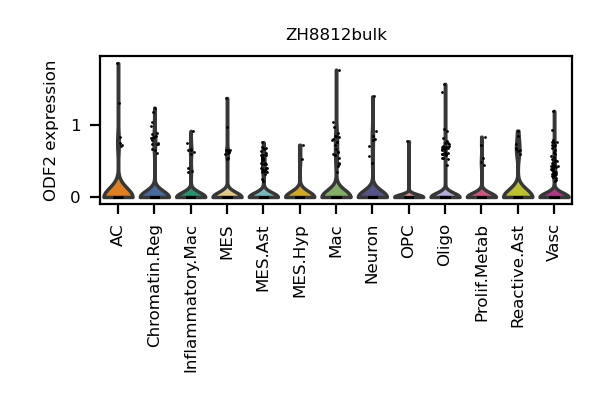 ZH8812bulk
ODF2 expression
1
0
AC
Chromatin.Reg
Inflammatory.Mac
MES
MES.Ast
MES.Hyp
Mac
Neuron
OPC
Oligo
Prolif.Metab
Reactive.Ast
Vasc